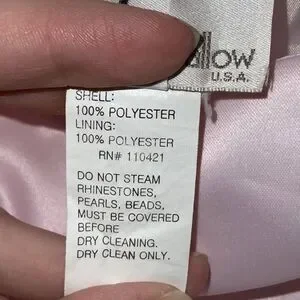 U.S.A.
SHELL:
100% POLYESTER
LINING:
100% POLYESTER
RN# 110421
DO NOT STEAM
RHINESTONES,
PEARLS, BEADS.
MUST BE COVERED
BEFORE
DRY CLEANING.
DRY CLEAN ONLY.